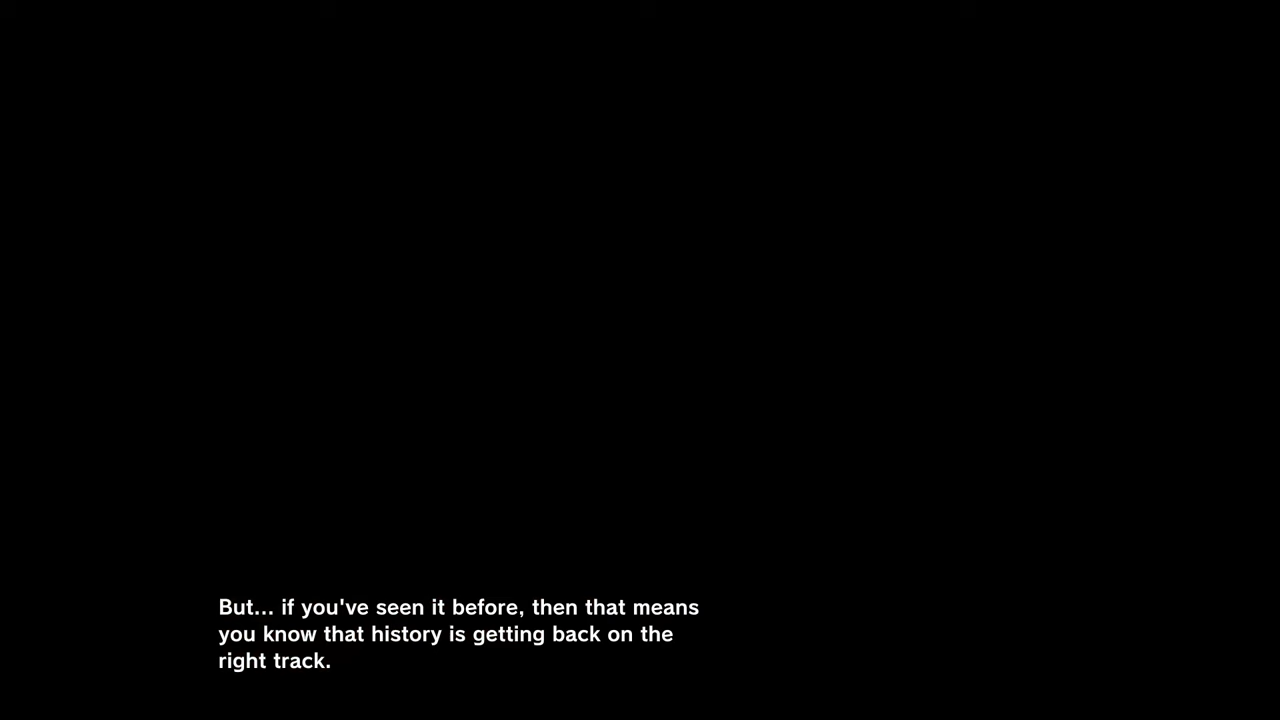 But... if you've seen it before, then that means
you know that history is getting back on the
right track.